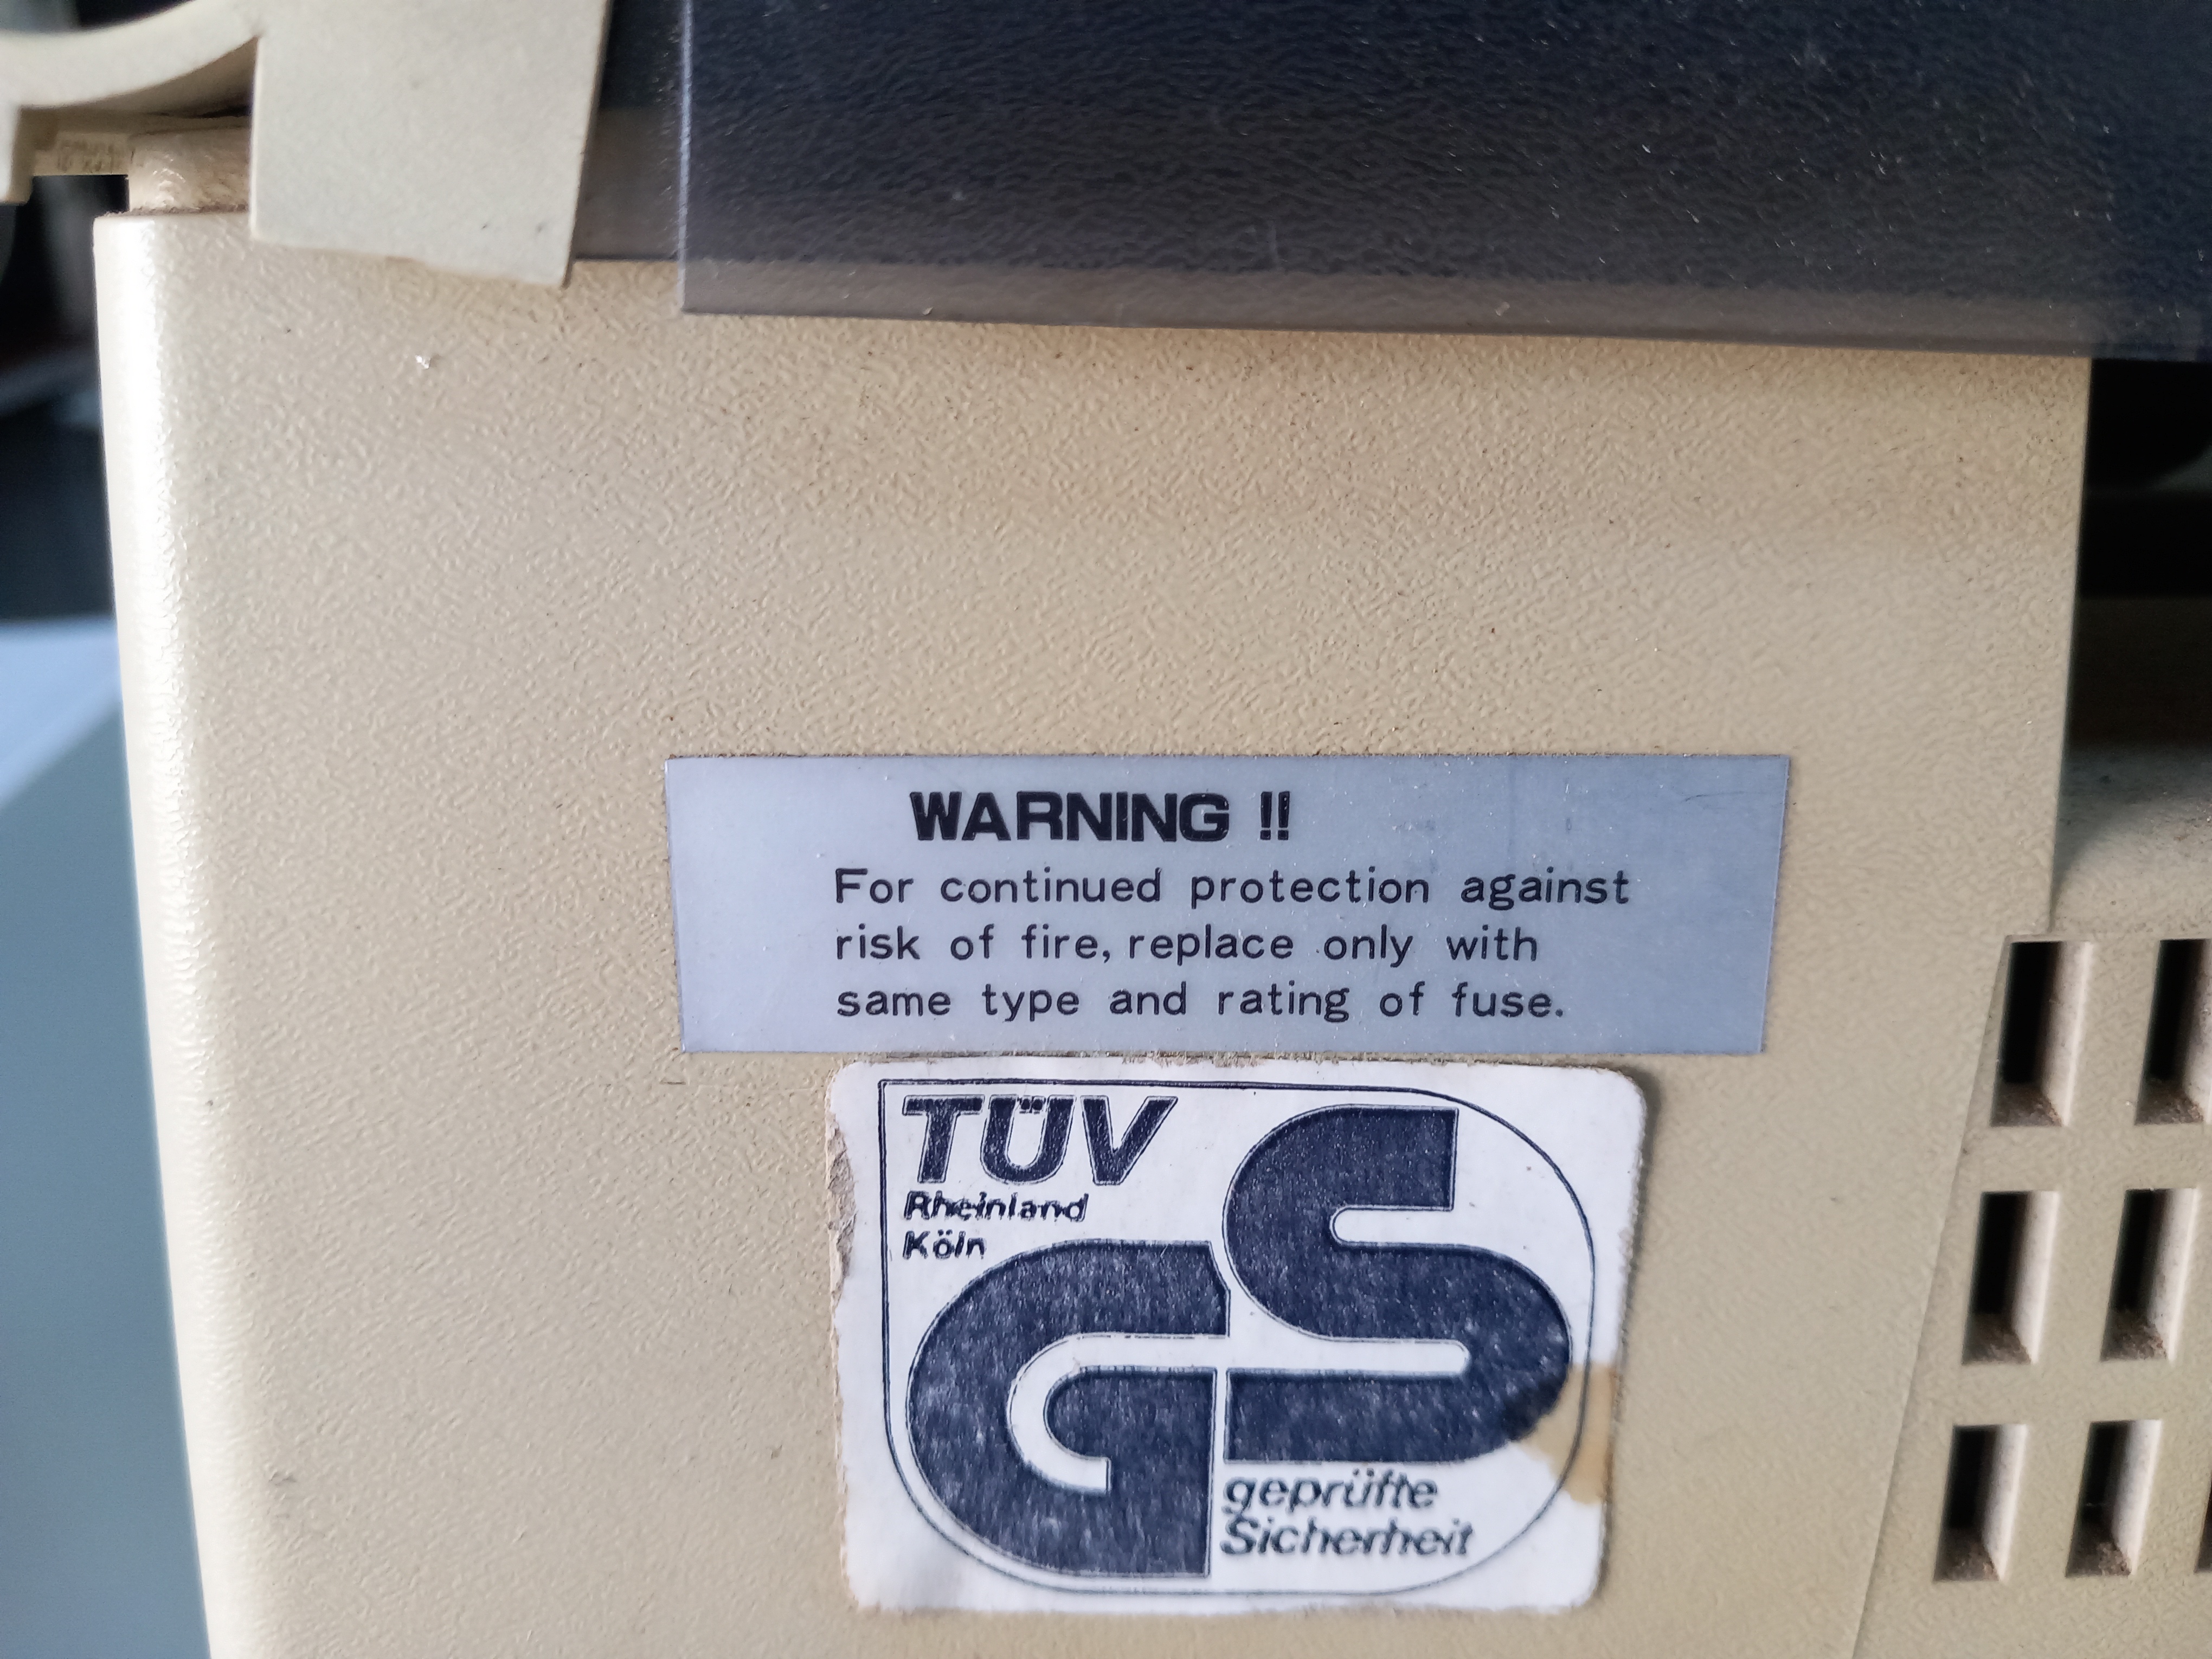 WARNING !!
For continued protection against
risk of fire, replace only with
same type and rating of fuse.
TÜV
Rheinland
Köln
GS
geprüfte
Sicherheit